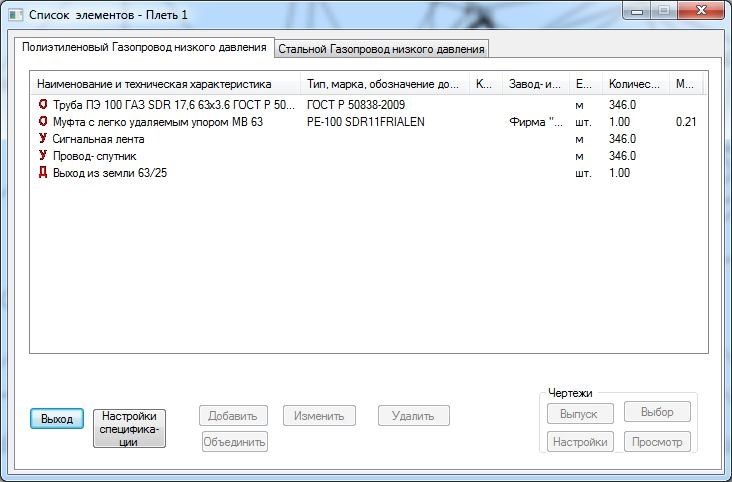 Список элементов - Плеть 1
Полиэтиленовый Газопровод низкого давления Стальной Газопровод низкого давления
Наименование и техническая характеристика Тип, марка, обозначение до... К... Завод- и... Е... Количес... М...
О Труба ПЭ 100 ГАЗ SDR 17,6 63x3.6 ГОСТ Р 50... ГОСТ Р 50838-2009 м 346.0
О Муфта с легко удаляемым упором МВ 63 PE-100 SDR11FRIALEN Фирма "... шт. 1.00 0.21
У Сигнальная лента м 346.0
У Провод- спутник м 346.0
Д Выход из земли 63/25 шт. 1.00
Чертежи
Выход Настройки специфика-ции Добавить Изменить Удалить Выпуск Выбор
Объединить Настройки Просмотр